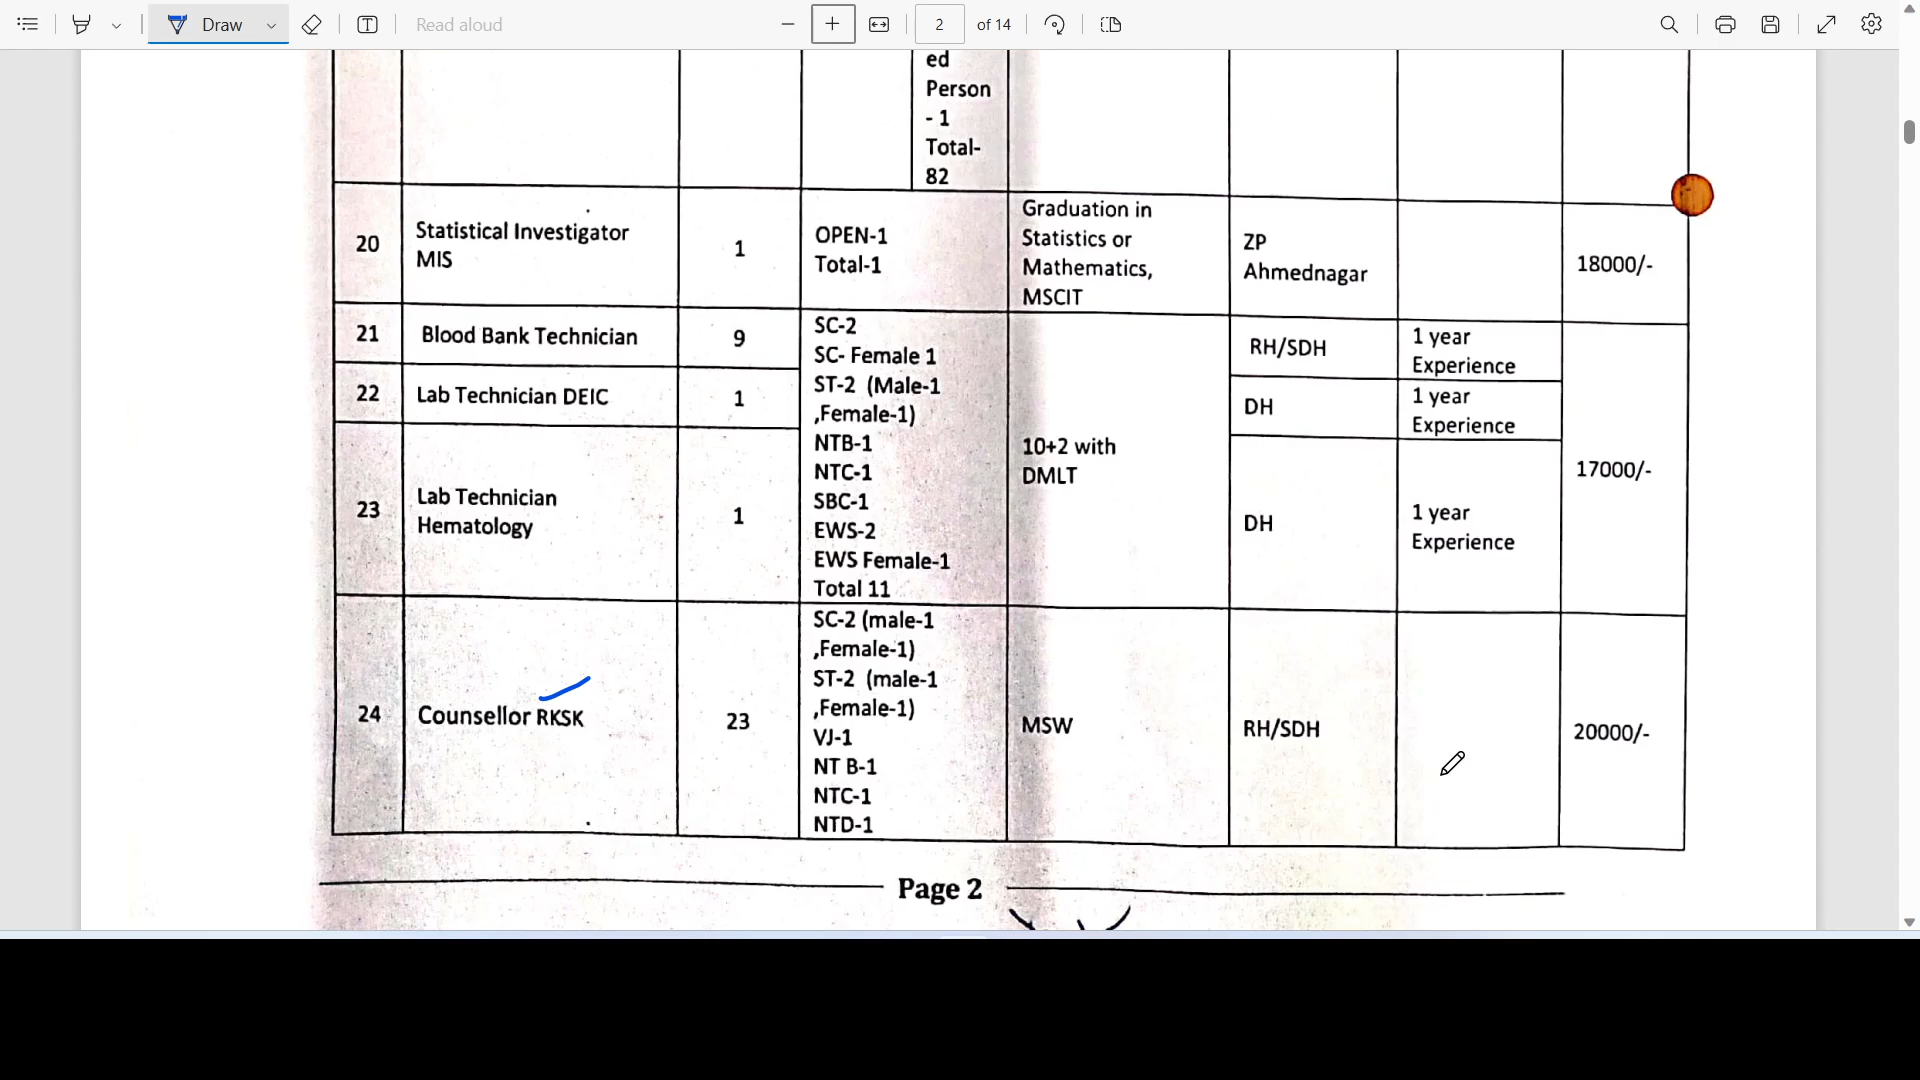 Draw
Read aloud
2
of 14
ed
Person
- 1
Total-
82
20
Statistical Investigator
MIS
1
OPEN-1
Total-1
Graduation in
Statistics or
Mathematics,
MSCIT
ZP
Ahmednagar
18000/-
21
Blood Bank Technician
9
SC-2
SC- Female 1
ST-2 (Male-1
,Female-1)
NTB-1
NTC-1
SBC-1
EWS-2
EWS Female-1
Total 11
10+2 with
DMLT
RH/SDH
1 year
Experience
17000/-
22
Lab Technician DEIC
1
DH
1 year
Experience
23
Lab Technician
Hematology
1
DH
1 year
Experience
24
Counsellor RKSK
23
SC-2 (male-1
,Female-1)
ST-2 (male-1
,Female-1)
VJ-1
NT B-1
NTC-1
NTD-1
MSW
RH/SDH
20000/-
Page 2